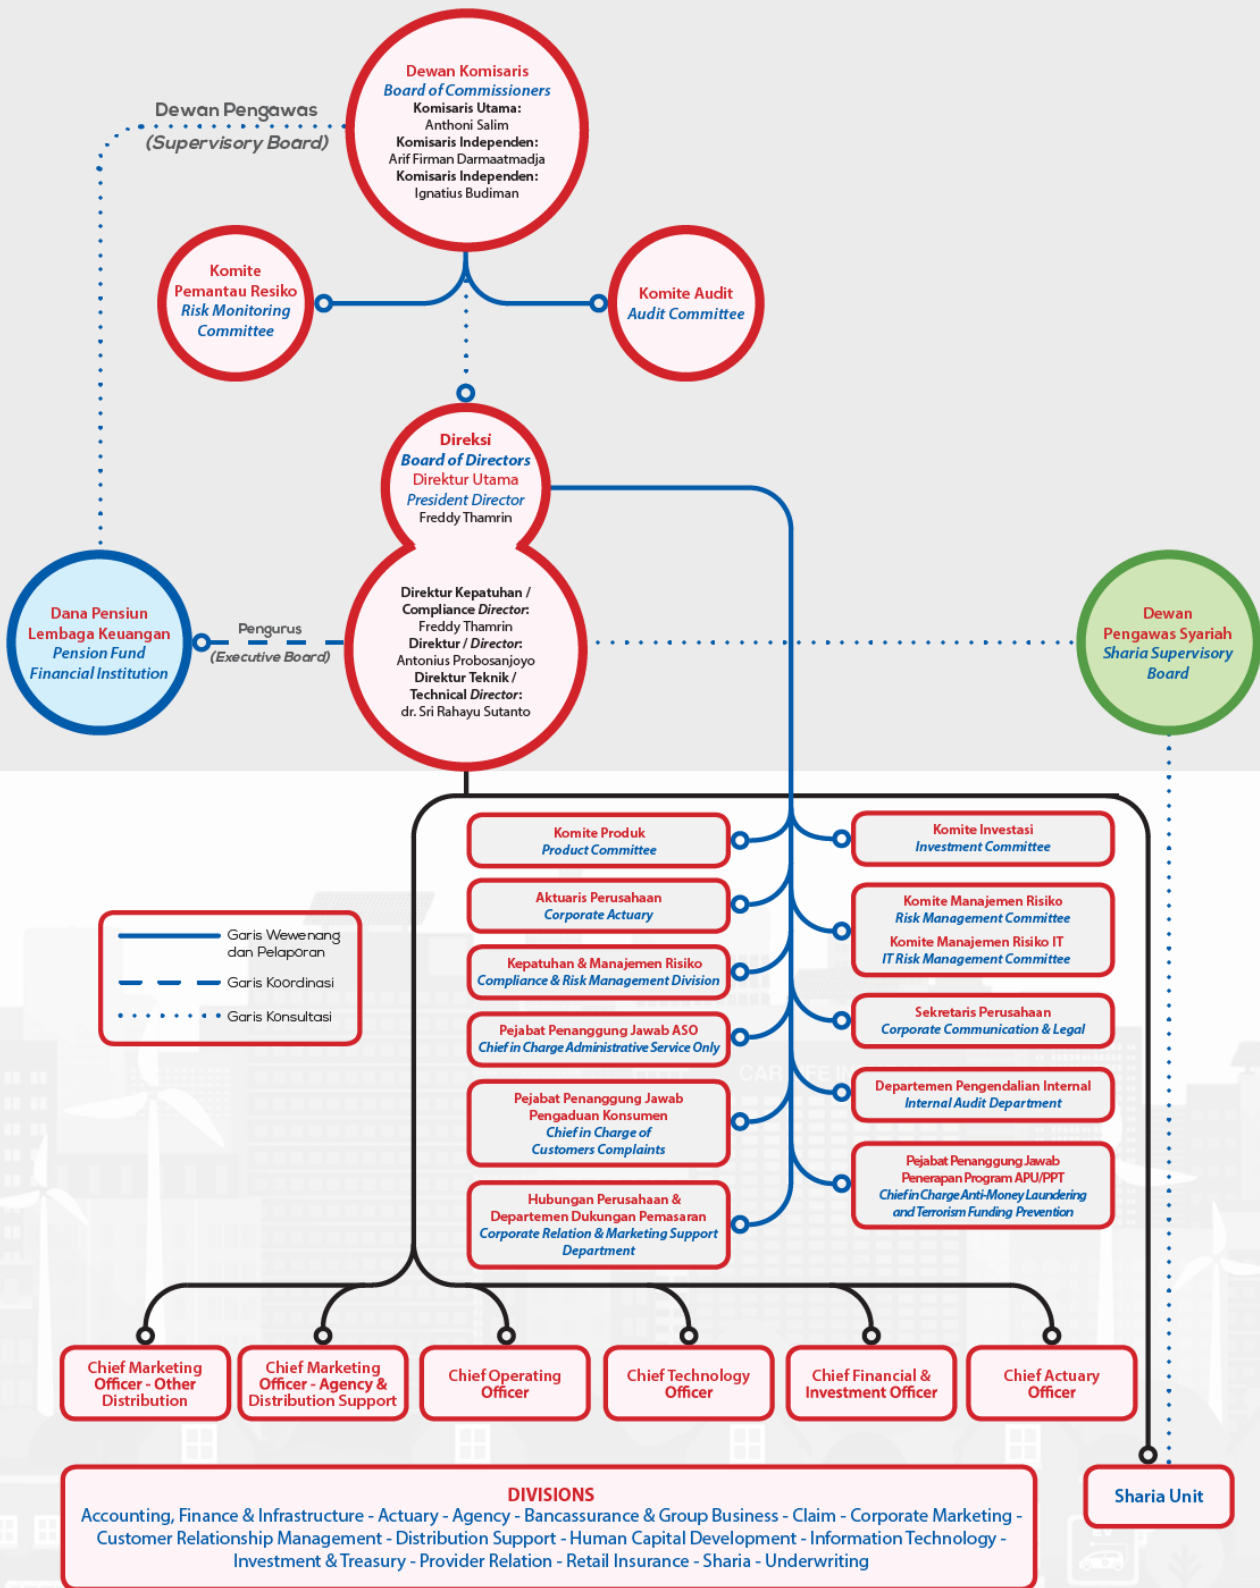 Dewan Komisaris
Board of Commissioners
Komisaris Utama:
Anthoni Salim
Komisaris Independen:
Arif Firman Darmaatmadja
Komisaris Independen:
Ignatius Budiman
Dewan Pengawas
(Supervisory Board)
Komite
Pemantau Resiko
Risk Monitoring
Committee
Komite Audit
Audit Committee
Direksi
Board of Directors
Direktur Utama
President Director
Freddy Thamrin
Direktur Kepatuhan /
Compliance Director:
Freddy Thamrin
Direktur / Director:
Antonius Probosanjoyo
Direktur Teknik /
Technical Director:
dr. Sri Rahayu Sutanto
Dana Pensiun
Lembaga Keuangan
Pension Fund
Financial Institution
Pengurus
(Executive Board)
Dewan
Pengawas Syariah
Sharia Supervisory
Board
Komite Produk
Product Committee
Komite Investasi
Investment Committee
Aktuaris Perusahaan
Corporate Actuary
Komite Manajemen Risiko
Risk Management Committee
Komite Manajemen Risiko IT
IT Risk Management Committee
Kepatuhan & Manajemen Risiko
Compliance & Risk Management Division
Sekretaris Perusahaan
Corporate Communication & Legal
Pejabat Penanggung Jawab ASO
Chief in Charge Administrative Service Only
Departemen Pengendalian Internal
Internal Audit Department
Pejabat Penanggung Jawab
Pengaduan Konsumen
Chief in Charge of
Customers Complaints
Pejabat Penanggung Jawab
Penerapan Program APU/PPT
Chief in Charge Anti-Money Laundering
and Terrorism Funding Prevention
Hubungan Perusahaan &
Departemen Dukungan Pemasaran
Corporate Relation & Marketing Support
Department
Garis Wewenang
dan Pelaporan
Garis Koordinasi
Garis Konsultasi
Chief Marketing
Officer - Other
Distribution
Chief Marketing
Officer - Agency &
Distribution Support
Chief Operating
Officer
Chief Technology
Officer
Chief Financial &
Investment Officer
Chief Actuary
Officer
DIVISIONS
Accounting, Finance & Infrastructure - Actuary - Agency - Bancassurance & Group Business - Claim - Corporate Marketing -
Customer Relationship Management - Distribution Support - Human Capital Development - Information Technology -
Investment & Treasury - Provider Relation - Retail Insurance - Sharia - Underwriting
Sharia Unit